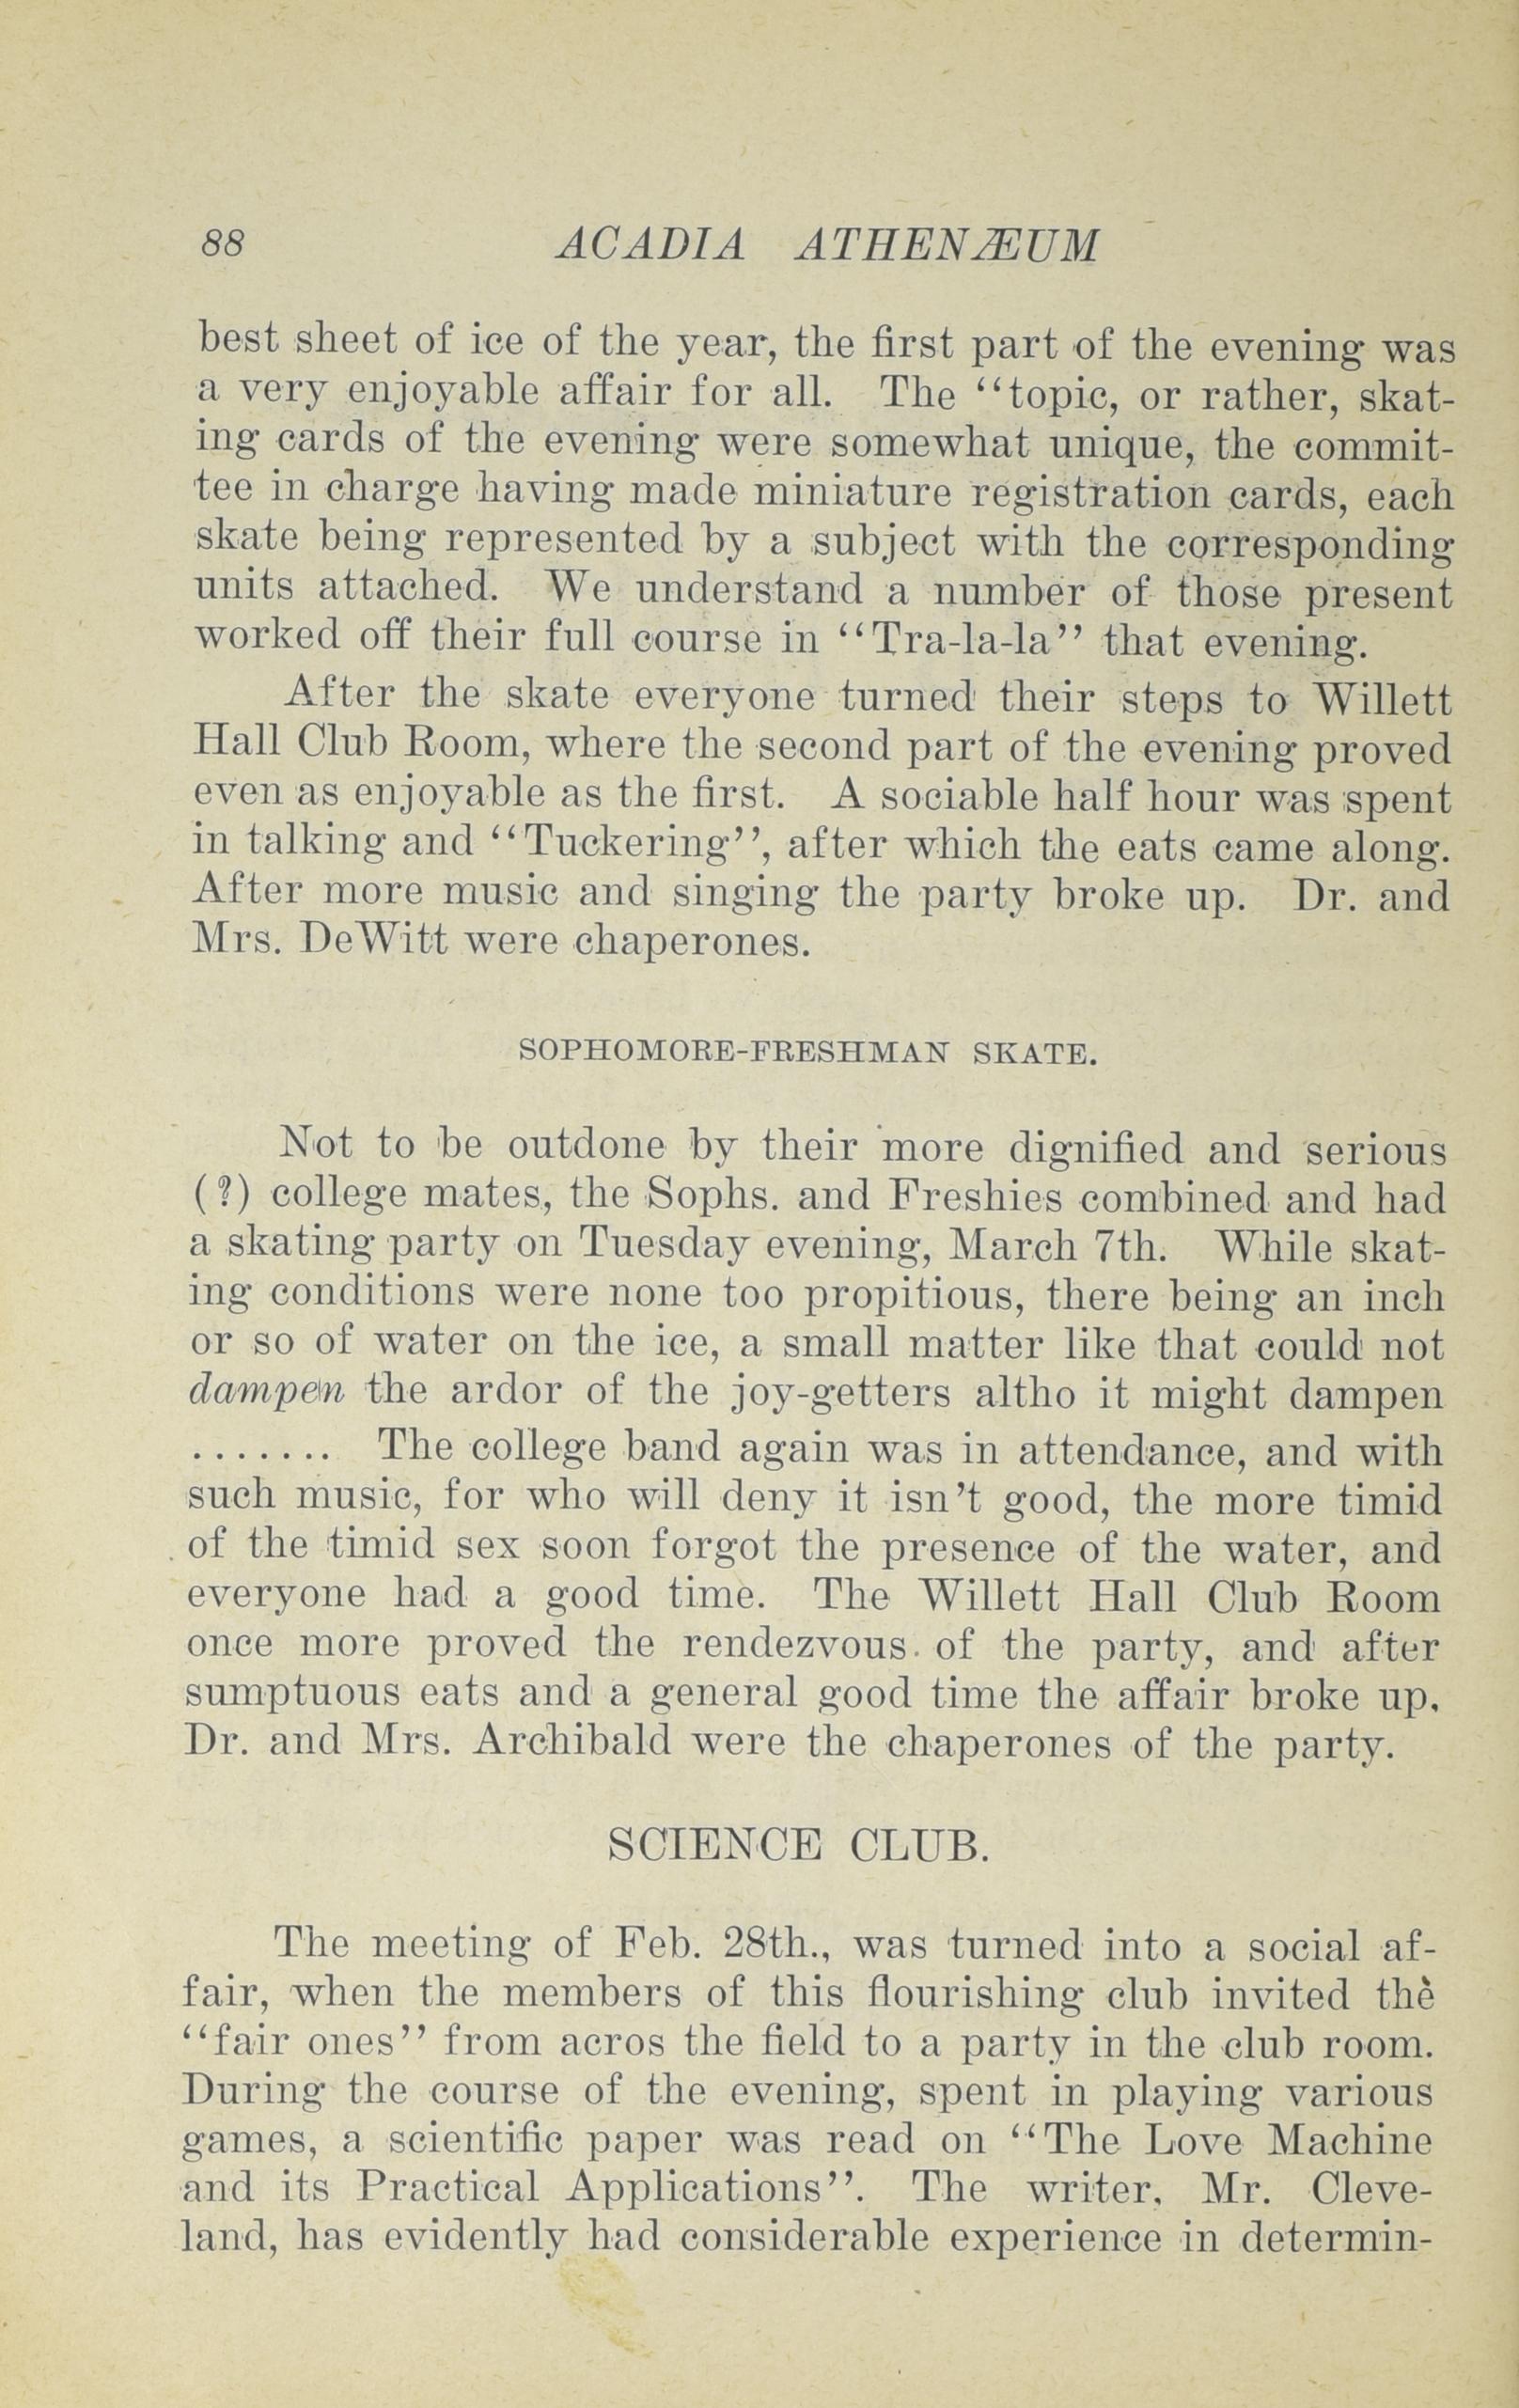 88 ACADIA ATHENÆUM
best sheet of ice of the year, the first part of the evening was
a very enjoyable affair for all. The “topic, or rather, skat-
ing cards of the evening were somewhat unique, the commit-
tee in charge having made miniature registration cards, each
skate being represented by a subject with the corresponding
units attached. We understand a number of those present
worked off their full course in “Tra-la-la” that evening.
After the skate everyone turned their steps to Willett
Hall Club Room, where the second part of the evening proved
even as enjoyable as the first. A sociable half hour was spent
in talking and “Tuckering”, after which the eats came along.
After more music and singing the party broke up. Dr. and
Mrs. DeWitt were chaperones.
SOPHOMORE-FRESHMAN SKATE.
Not to be outdone by their more dignified and serious
(?) college mates, the Sophs. and Freshies combined and had
a skating party on Tuesday evening, March 7th. While skat-
ing conditions were none too propitious, there being an inch
or so of water on the ice, a small matter like that could not
dampen the ardor of the joy-getters altho it might dampen
....... The college band again was in attendance, and with
such music, for who will deny it isn't good, the more timid
of the timid sex soon forgot the presence of the water, and
everyone had a good time. The Willett Hall Club Room
once more proved the rendezvous of the party, and after
sumptuous eats and a general good time the affair broke up.
Dr. and Mrs. Archibald were the chaperones of the party.
SCIENCE CLUB.
The meeting of Feb. 28th., was turned into a social af-
fair, when the members of this flourishing club invited the
“fair ones” from acros the field to a party in the club room.
During the course of the evening, spent in playing various
games, a scientific paper was read on “The Love Machine
and its Practical Applications”. The writer, Mr. Cleve-
land, has evidently had considerable experience in determin-